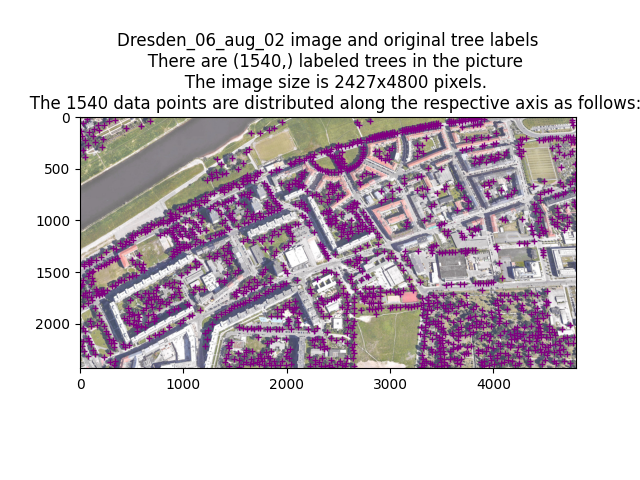 Dresden_06_aug_02 image and original tree labels
There are (1540,) labeled trees in the picture
The image size is 2427x4800 pixels.
The 1540 data points are distributed along the respective axis as follows:
0
500
1000
1500
2000
0 1000 2000 3000 4000